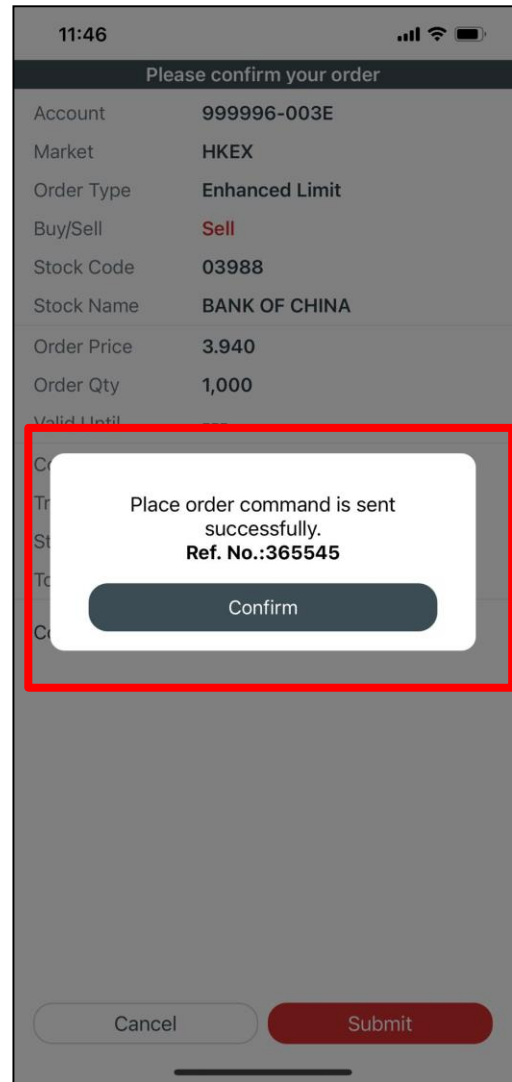 11:46
Please confirm your order
Account 999996-003E
Market HKEX
Order Type Enhanced Limit
Buy/Sell Sell
Stock Code 03988
Stock Name BANK OF CHINA
Order Price 3.940
Order Qty 1,000
Valid Until ---
Place order command is sent
successfully.
Ref. No.:365545
Confirm
Cancel Submit